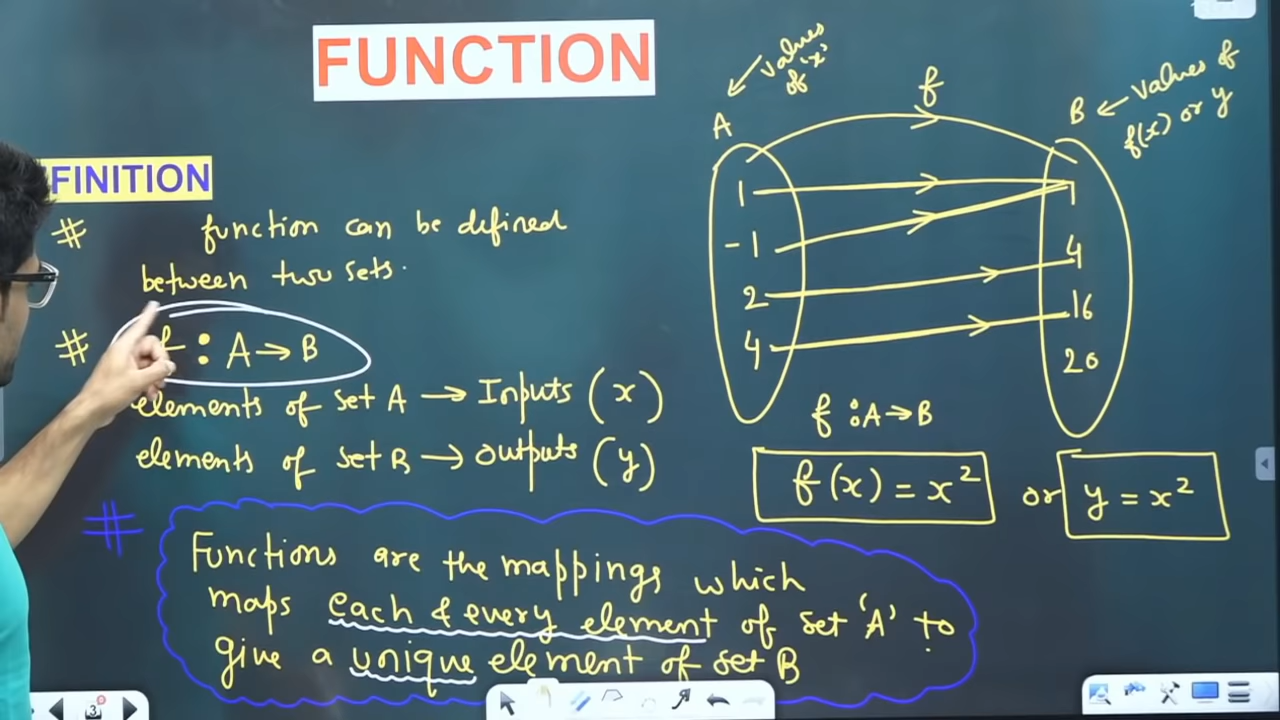 FUNCTION
FINITION
# function can be defined
between two sets.
# f : A → B
elements of set A → Inputs (x)
elements of set B → outputs (y)
# Functions are the mappings which
maps each & every element of set 'A' to
give a unique element of set B
values
of 'x'
A
f
B
values of
f(x) or y
1
-1
2
4
1
4
16
20
f : A → B
f(x) = x² or y = x²
3